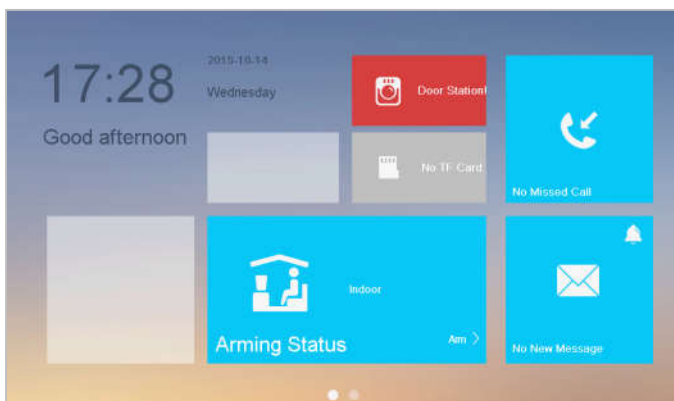 17:28
Good afternoon
2015-10-14
Wednesday
Door Station!
No TF Card
No Missed Call
Indoor
Arming Status
Arm
No New Message